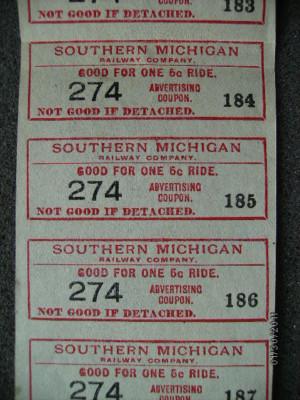 183
NOT GOOD IF DETACHED.
SOUTHERN MICHIGAN
RAILWAY COMPANY.
GOOD FOR ONE 6c RIDE.
274 ADVERTISING COUPON. 184
NOT GOOD IF DETACHED.
SOUTHERN MICHIGAN
RAILWAY COMPANY.
GOOD FOR ONE 5c RIDE.
274 ADVERTISING COUPON. 185
NOT GOOD IF DETACHED.
SOUTHERN MICHIGAN
RAILWAY COMPANY.
GOOD FOR ONE 5c RIDE.
274 ADVERTISING COUPON. 186
NOT GOOD IF DETACHED.
SOUTHERN MICHIGAN
RAILWAY COMPANY.
GOOD FOR ONE 5c RIDE.
274 ADVERTISING COUPON. 187